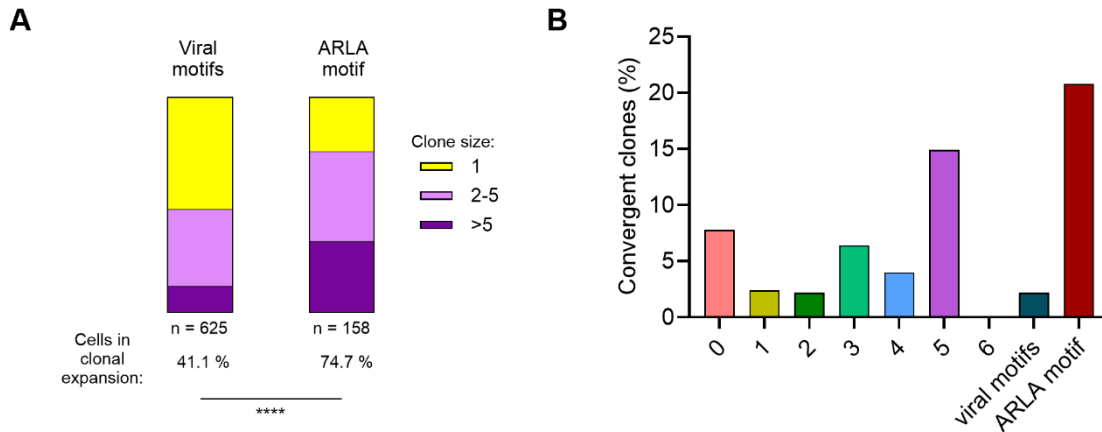 A
Viral
motifs
ARLA
motif
Clone size:
1
2-5
>5
n = 625
n = 158
Cells in
clonal
expansion:
41.1 %
74.7 %
****
B
Convergent clones (%)
25
20
15
10
5
0
0
1
2
3
4
5
6
viral motifs
ARLA motif